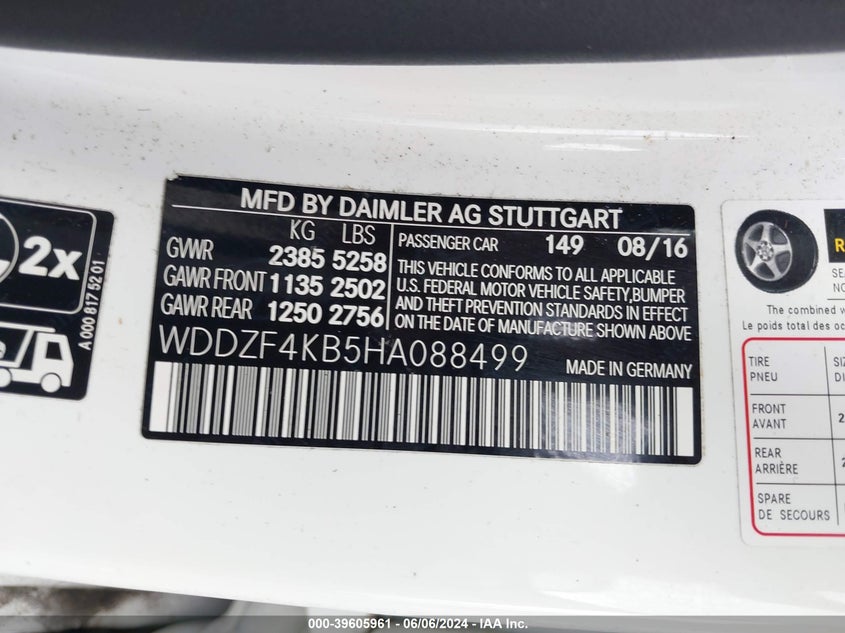 2x
A 000 817 52 01
MFD BY DAIMLER AG STUTTGART
KG LBS
GVWR 2385 5258
GAWR FRONT 1135 2502
GAWR REAR 1250 2756
PASSENGER CAR 149 08/16
THIS VEHICLE CONFORMS TO ALL APPLICABLE
U.S. FEDERAL MOTOR VEHICLE SAFETY,BUMPER
AND THEFT PREVENTION STANDARDS IN EFFECT
ON THE DATE OF MANUFACTURE SHOWN ABOVE
WDDZF4KB5HA088499
MADE IN GERMANY
The combined
Le poids total des
TIRE
PNEU
FRONT
AVANT
REAR
ARRIÈRE
SPARE
DE SECOURS
000-39605961 - 06/06/2024 - IAAI Inc.